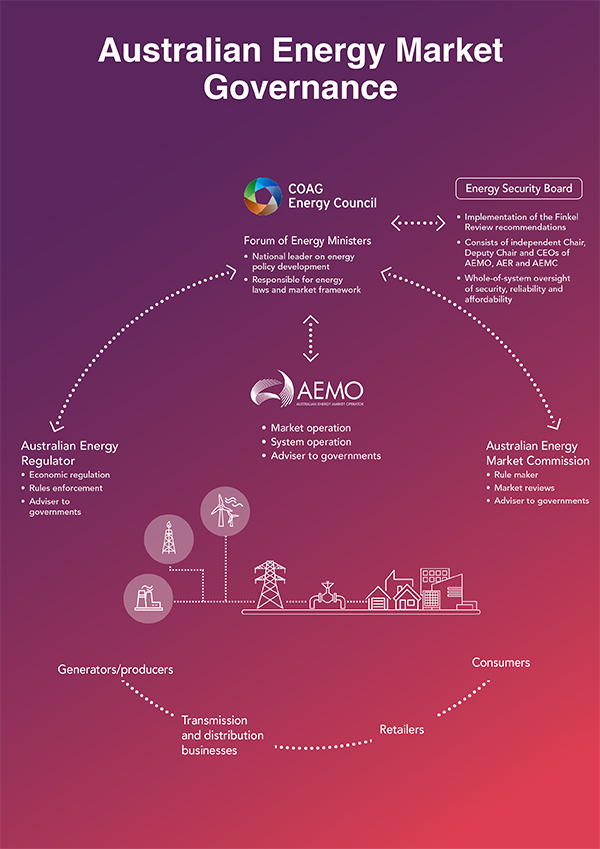 Australian Energy Market
Governance
COAG
Energy Council
Forum of Energy Ministers
• National leader on energy
policy development
• Responsible for energy
laws and market framework
Energy Security Board
• Implementation of the Finkel
Review recommendations
• Consists of independent Chair,
Deputy Chair and CEOs of
AEMO, AER and AEMC
• Whole-of-system oversight
of security, reliability and
affordability
AEMO
AUSTRALIAN ENERGY MARKET OPERATOR
• Market operation
• System operation
• Adviser to governments
Australian Energy
Regulator
• Economic regulation
• Rules enforcement
• Adviser to
governments
Australian Energy
Market Commission
• Rule maker
• Market reviews
• Adviser to governments
Generators/producers
Transmission
and distribution
businesses
Retailers
Consumers